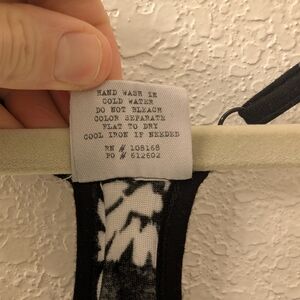 HAND WASH IN
COLD WATER
DO NOT BLEACH
COLOR SEPARATE
FLAT TO DRY
COOL IRON IF NEEDED
RN # 108168
PO # 612602